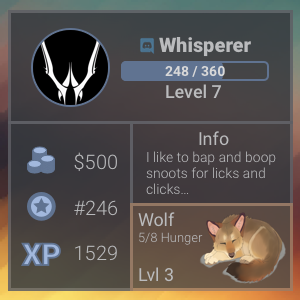 Whisperer
248 / 360
Level 7
$500
#246
XP 1529
Info
I like to bap and boop
snoots for licks and
clicks...
Wolf
5/8 Hunger
Lvl 3